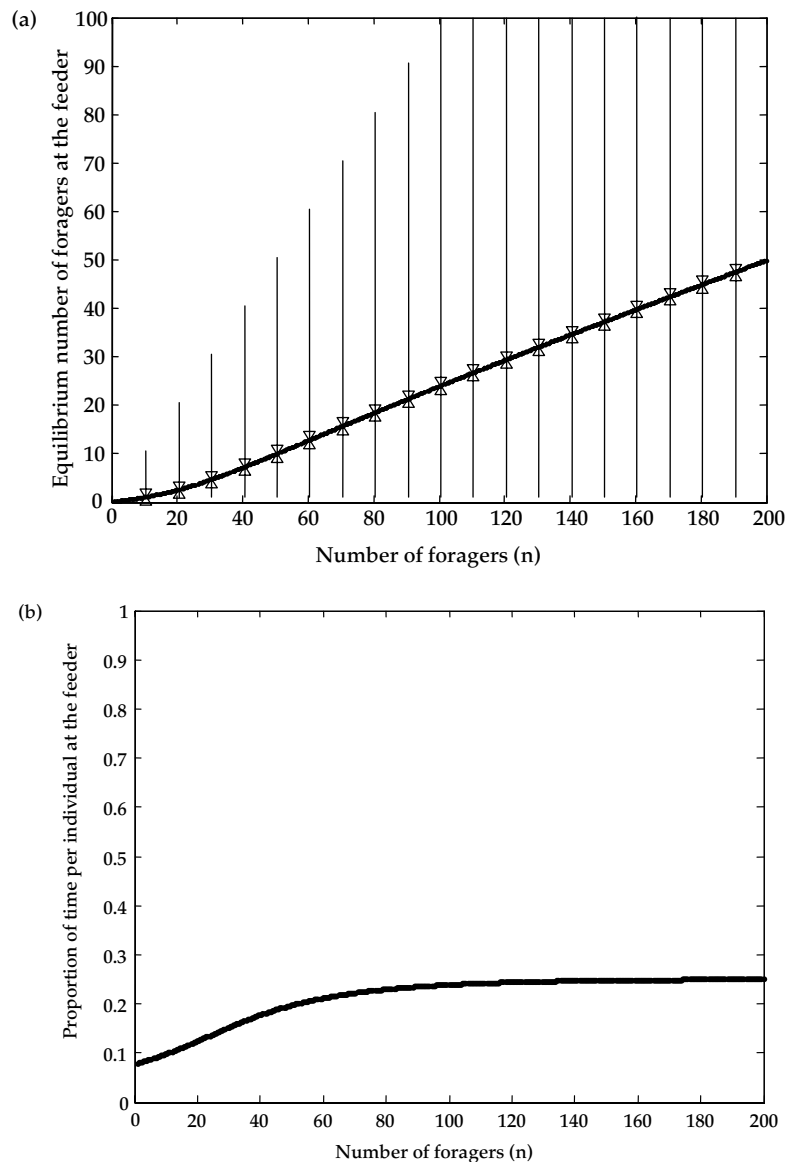 (a)
Equilibrium number of foragers at the feeder
100
90
80
70
60
50
40
30
20
10
0
0 20 40 60 80 100 120 140 160 180 200
Number of foragers (n)
(b)
Proportion of time per individual at the feeder
1
0.9
0.8
0.7
0.6
0.5
0.4
0.3
0.2
0.1
0
0 20 40 60 80 100 120 140 160 180 200
Number of foragers (n)